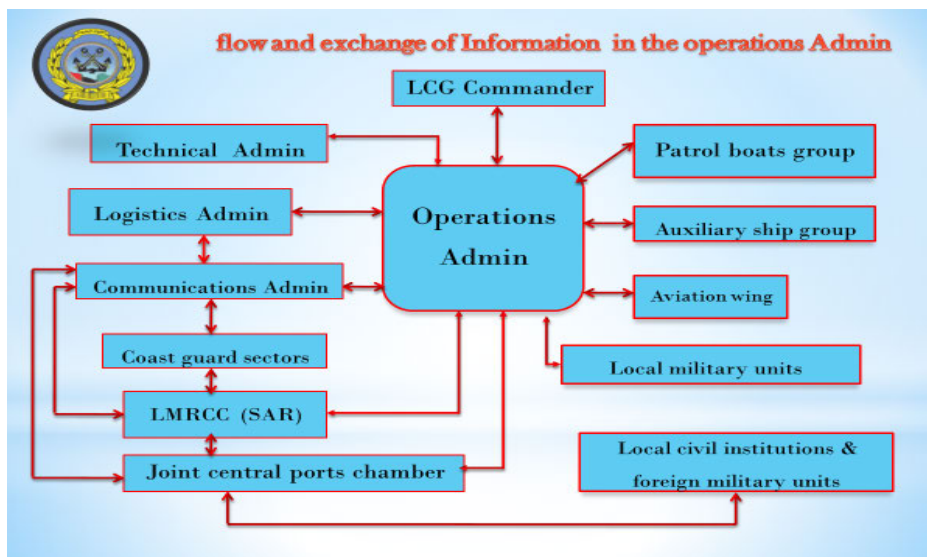 flow and exchange of Information in the operations Admin
LCG Commander
Technical Admin
Patrol boats group
Logistics Admin
Operations
Admin
Auxiliary ship group
Communications Admin
Aviation wing
Coast guard sectors
Local military units
LMRCC (SAR)
Joint central ports chamber
Local civil institutions &
foreign military units